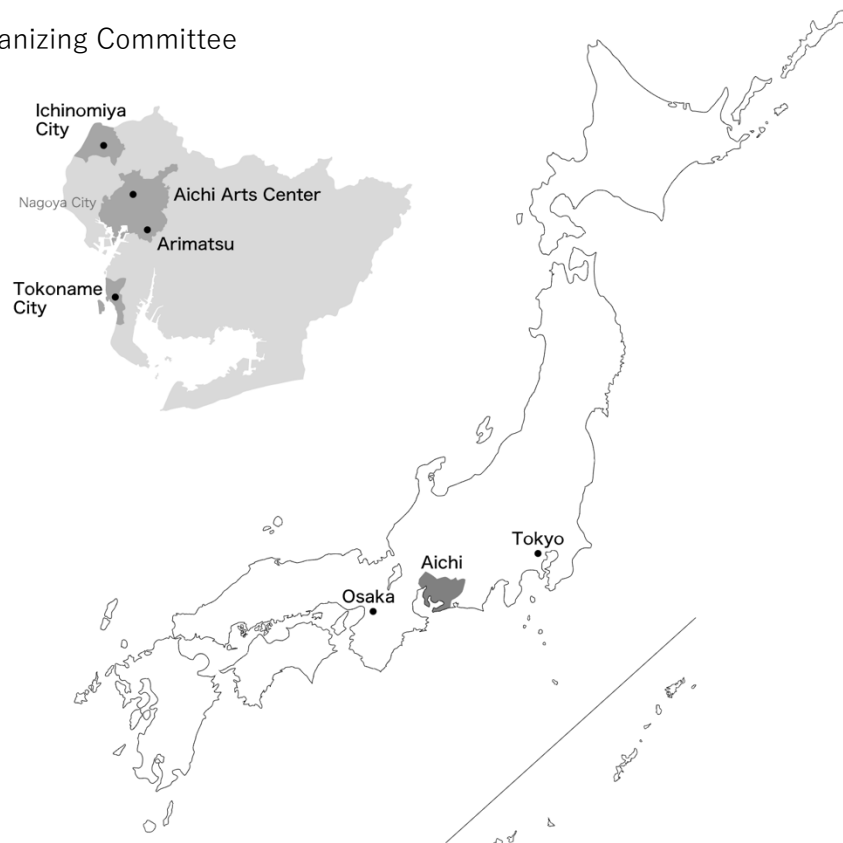 anizing Committee
Ichinomiya
City
Nagoya City
Aichi Arts Center
Arimatsu
Tokoname
City
Tokyo
Aichi
Osaka